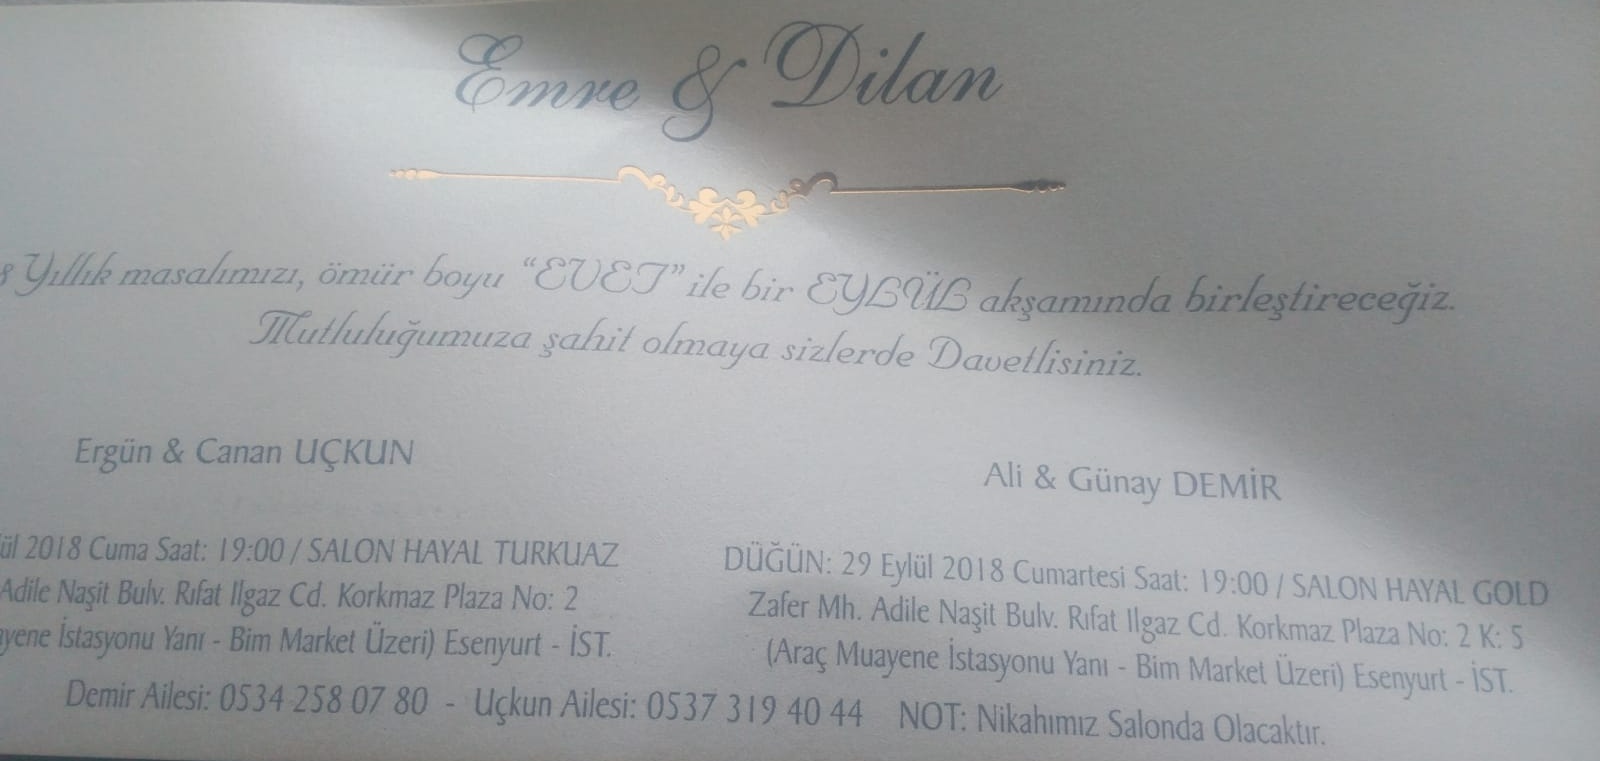 Emre & Dilan
8 Yıllık masalımızı, ömür boyu “EVET” ile bir EYLÜL akşamında birleştireceğiz.
Mutluluğumuza şahit olmaya sizlerde Davetlisiniz.
Ergün & Canan UÇKUN
Ali & Günay DEMİR
ül 2018 Cuma Saat: 19:00 / SALON HAYAL TURKUAZ
Adile Naşit Bulv. Rıfat Ilgaz Cd. Korkmaz Plaza No: 2
yene İstasyonu Yanı - Bim Market Üzeri) Esenyurt - İST.
DÜĞÜN: 29 Eylül 2018 Cumartesi Saat: 19:00 / SALON HAYAL GOLD
Zafer Mh. Adile Naşit Bulv. Rıfat Ilgaz Cd. Korkmaz Plaza No: 2 K: 5
(Araç Muayene İstasyonu Yanı - Bim Market Üzeri) Esenyurt - İST.
Demir Ailesi: 0534 258 07 80 - Uçkun Ailesi: 0537 319 40 44 NOT: Nikahımız Salonda Olacaktır.